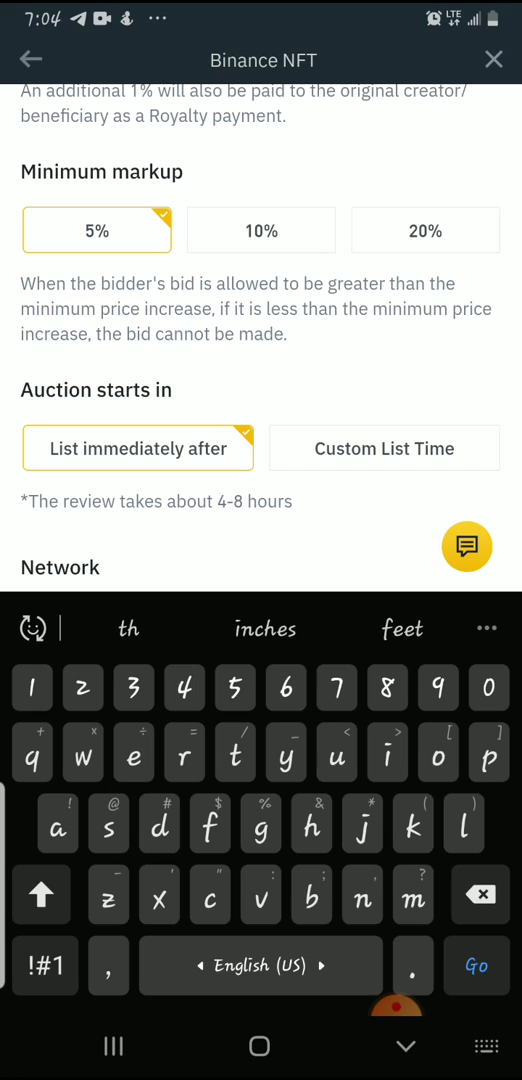 7:04 LTE
Binance NFT
An additional 1% will also be paid to the original creator/
beneficiary as a Royalty payment.
Minimum markup
5% 10% 20%
When the bidder's bid is allowed to be greater than the
minimum price increase, if it is less than the minimum price
increase, the bid cannot be made.
Auction starts in
List immediately after Custom List Time
*The review takes about 4-8 hours
Network
th inches feet
1 2 3 4 5 6 7 8 9 0
+ × ÷ = / _ < > [ ]
q w e r t y u i o p
! @ # $ % & * ( )
a s d f g h j k l
- ' " : ; , ?
z x c v b n m
!#1 , English (US) . Go